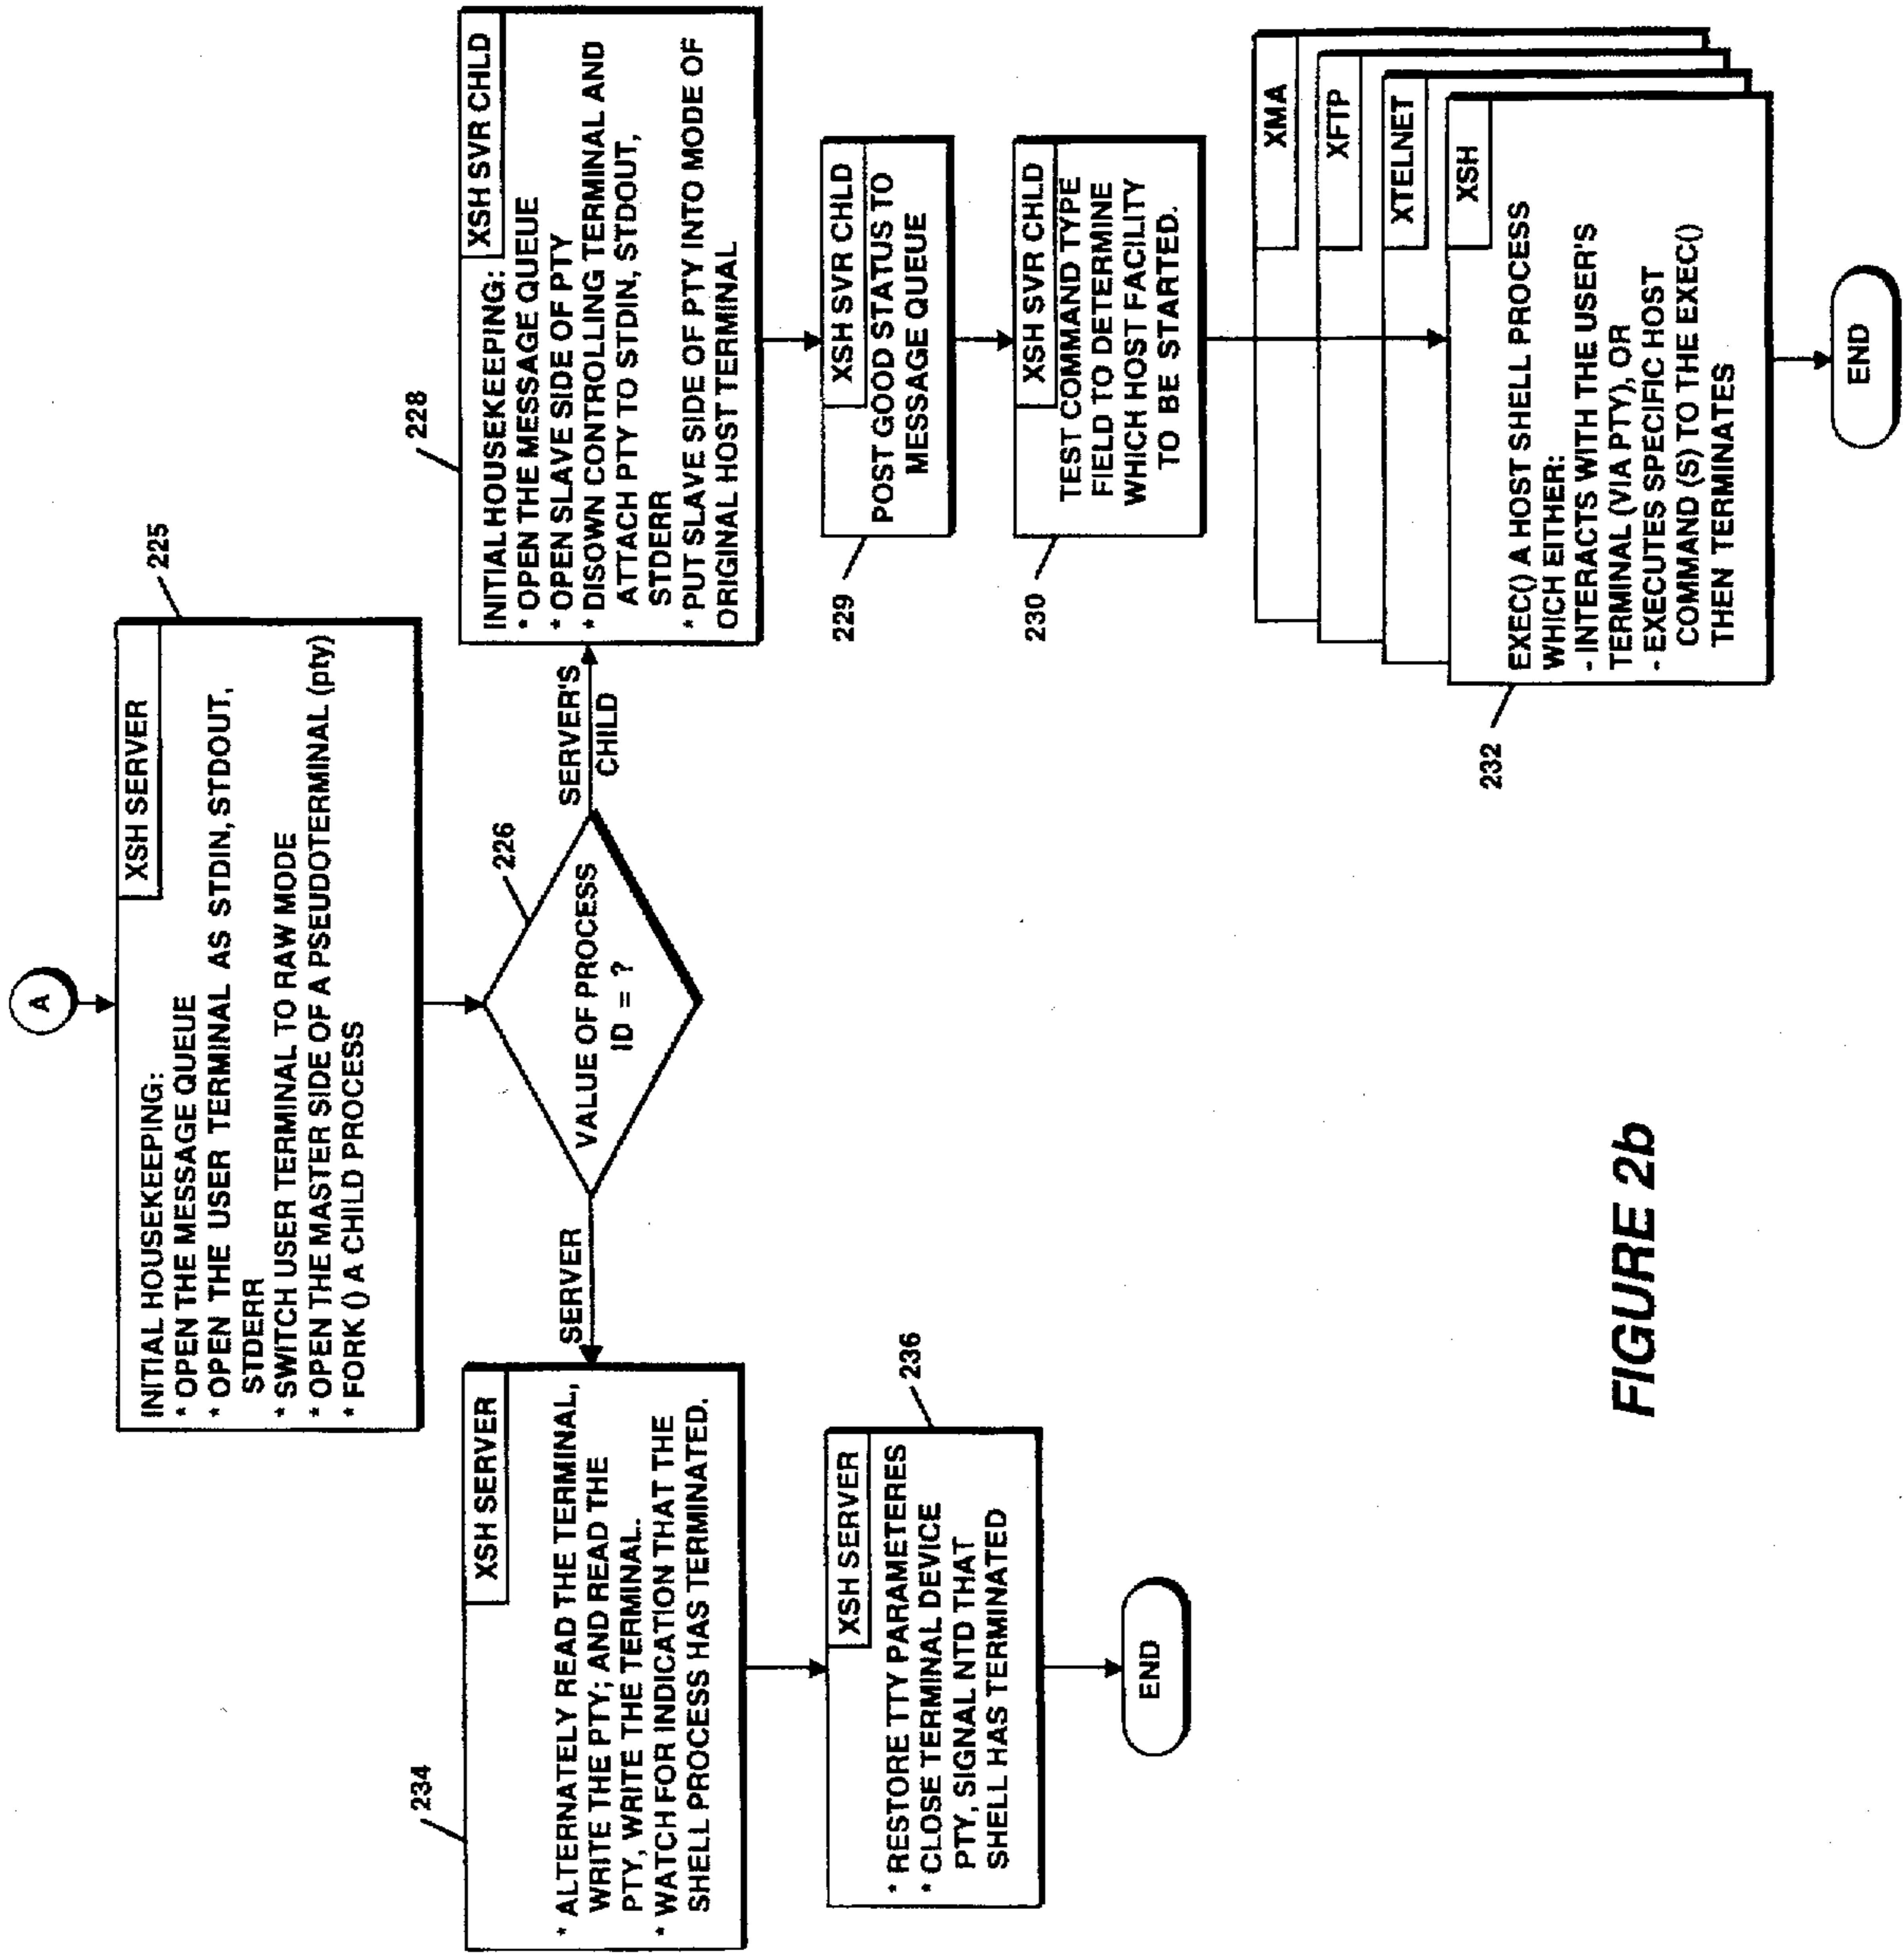 A
225
XSH SERVER
INITIAL HOUSEKEEPING:
* OPEN THE MESSAGE QUEUE
* OPEN THE USER TERMINAL AS STDIN, STDOUT,
STDERR
* SWITCH USER TERMINAL TO RAW MODE
* OPEN THE MASTER SIDE OF A PSEUDOTERMINAL (pty)
* FORK () A CHILD PROCESS
226
VALUE OF PROCESS
ID = ?
SERVER
SERVER'S
CHILD
234
XSH SERVER
* ALTERNATELY READ THE TERMINAL,
WRITE THE PTY; AND READ THE
PTY, WRITE THE TERMINAL.
* WATCH FOR INDICATION THAT THE
SHELL PROCESS HAS TERMINATED.
236
XSH SERVER
* RESTORE TTY PARAMETERES
* CLOSE TERMINAL DEVICE
PTY, SIGNAL NTD THAT
SHELL HAS TERMINATED
END
228
XSH SVR CHLD
INITIAL HOUSEKEEPING:
* OPEN THE MESSAGE QUEUE
* OPEN SLAVE SIDE OF PTY
* DISOWN CONTROLLING TERMINAL AND
ATTACH PTY TO STDIN, STDOUT,
STDERR
* PUT SLAVE SIDE OF PTY INTO MODE OF
ORIGINAL HOST TERMINAL
229
XSH SVR CHLD
POST GOOD STATUS TO
MESSAGE QUEUE
230
XSH SVR CHLD
TEST COMMAND TYPE
FIELD TO DETERMINE
WHICH HOST FACILITY
TO BE STARTED.
XMA
XFTP
XTELNET
XSH
232
EXEC() A HOST SHELL PROCESS
WHICH EITHER:
- INTERACTS WITH THE USER'S
TERMINAL (VIA PTY), OR
- EXECUTES SPECIFIC HOST
COMMAND (S) TO THE EXEC()
THEN TERMINATES
END
FIGURE 2b